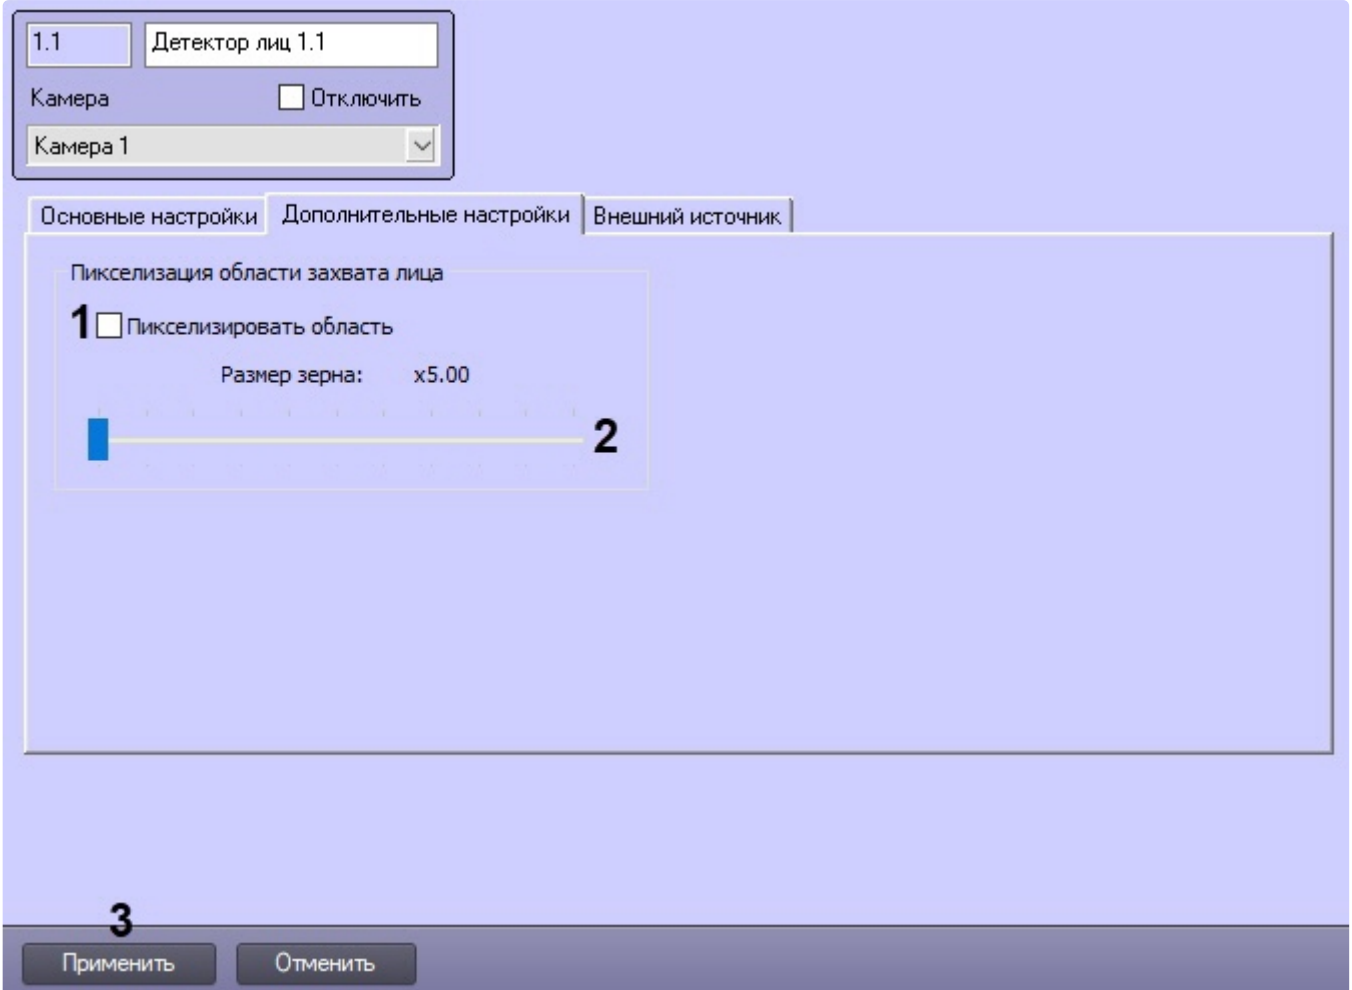 1.1 Детектор лиц 1.1
Камера Отключить
Камера 1
Основные настройки Дополнительные настройки Внешний источник
Пикселизация области захвата лица
1 Пикселизировать область
Размер зерна: x5.00
2
3
Применить Отменить